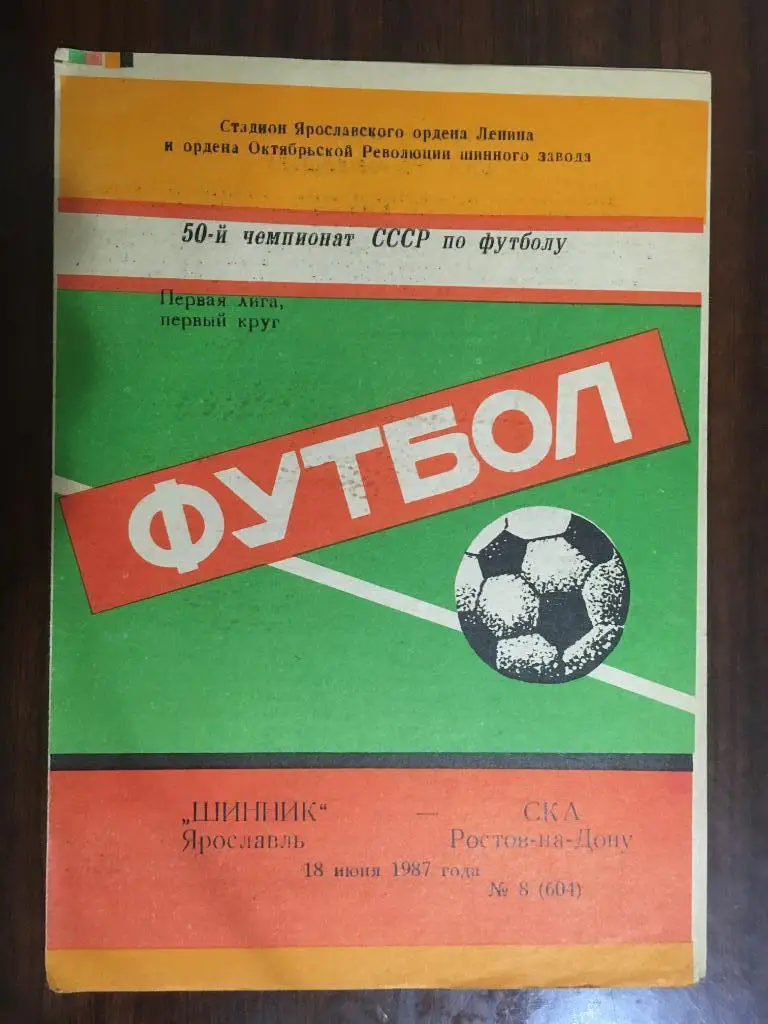 Стадион Ярославского ордена Ленина
и ордена Октябрьской Революции шинного завода
50-й чемпионат СССР по футболу
Первая лига,
первый круг
ФУТБОЛ
„ШИННИК“ — СКА
Ярославль Ростов-на-Дону
18 июня 1987 года
№ 8 (604)